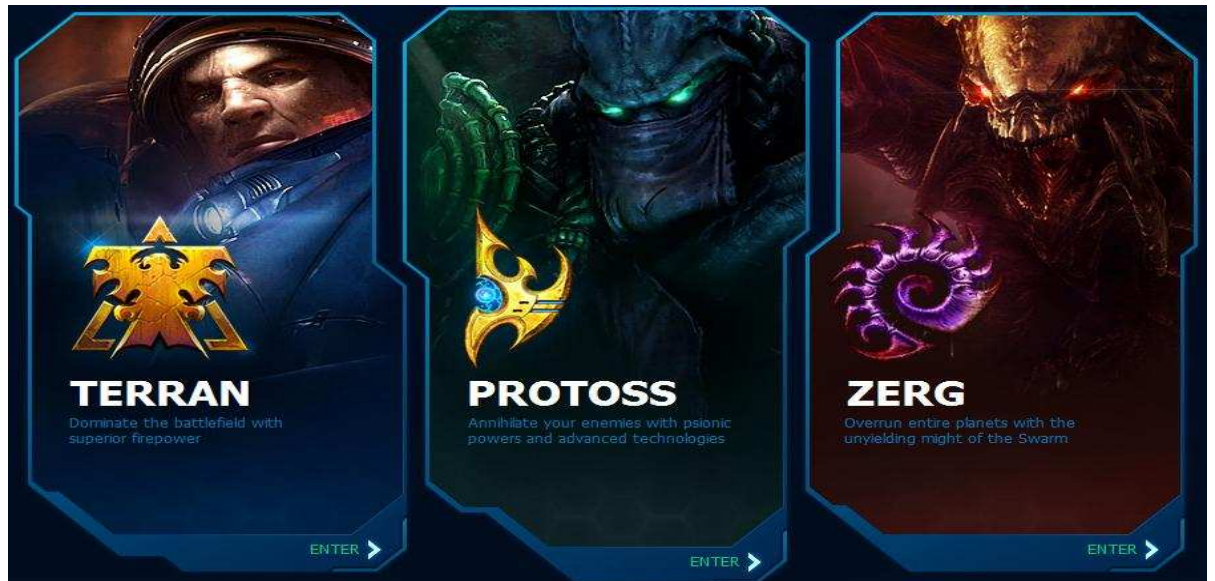 TERRAN
Dominate the battlefield with
superior firepower
ENTER
PROTOSS
Annihilate your enemies with psionic
powers and advanced technologies
ENTER
ZERG
Overrun entire planets with the
unyielding might of the Swarm
ENTER